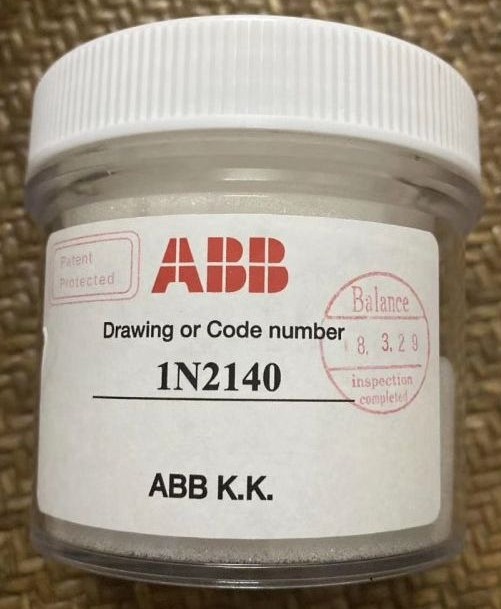 Patent
Protected
ABB
Drawing or Code number
1N2140
Balance
8. 3. 29
inspection
completed
ABB K.K.